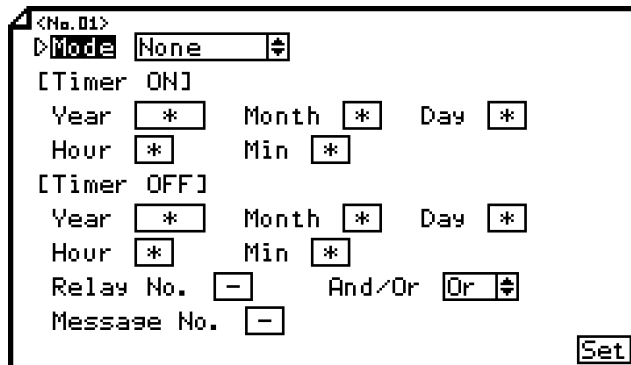 <No.01>
Mode None
[Timer ON]
Year * Month * Day *
Hour * Min *
[Timer OFF]
Year * Month * Day *
Hour * Min *
Relay No. - And/Or Or
Message No. -
Set